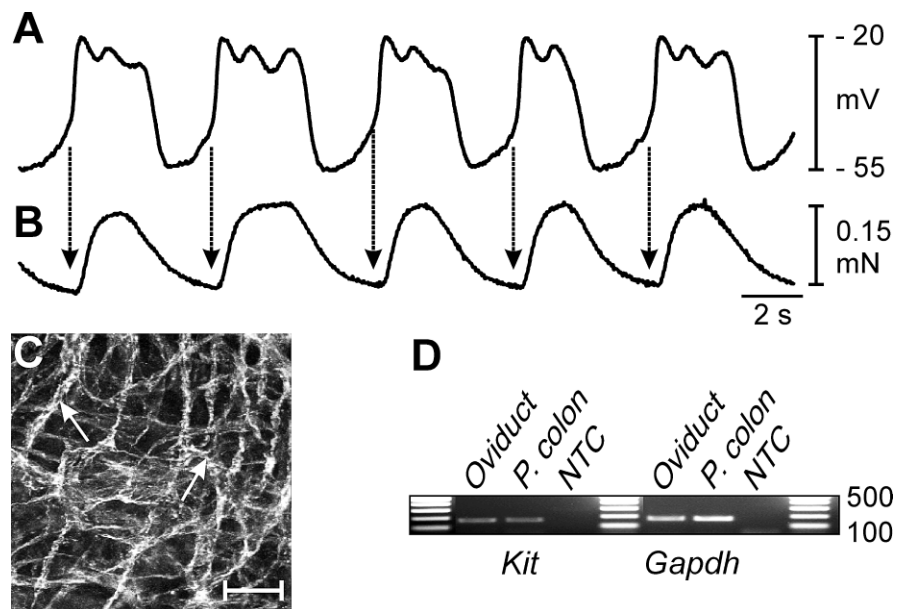 A
- 20
mV
- 55
B
0.15
mN
2 s
C
D
Oviduct
P. colon
NTC
Oviduct
P. colon
NTC
500
100
Kit
Gapdh